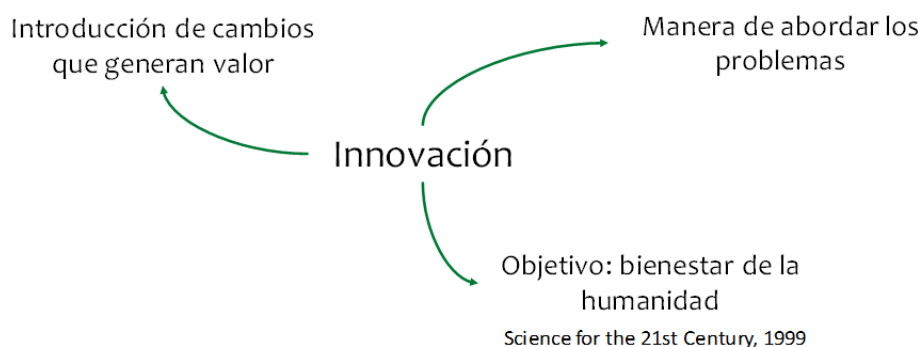 Introducción de cambios
que generan valor
Manera de abordar los
problemas
Innovación
Objetivo: bienestar de la
humanidad
Science for the 21st Century, 1999